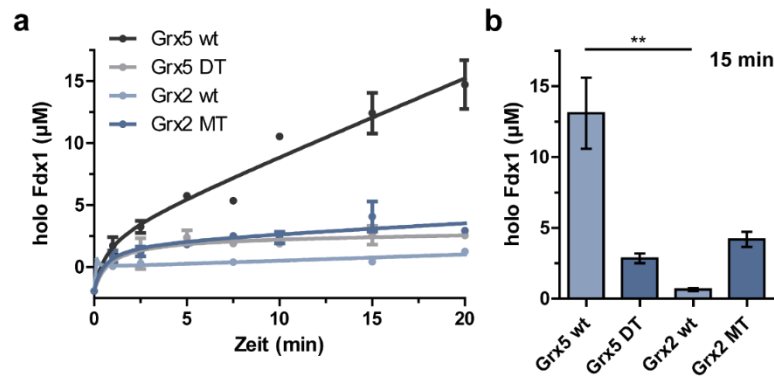 a
holo Fdx1 (µM)
15
10
5
0
Grx5 wt
Grx5 DT
Grx2 wt
Grx2 MT
0
5
10
15
20
Zeit (min)
b
**
15 min
holo Fdx1 (µM)
15
10
5
0
Grx5 wt
Grx5 DT
Grx2 wt
Grx2 MT